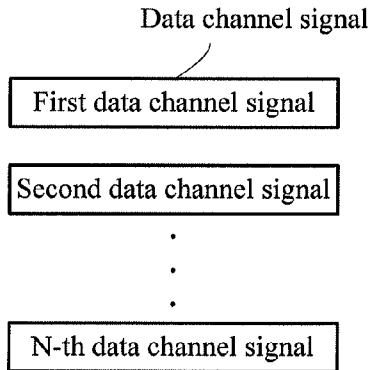 Data channel signal
First data channel signal
Second data channel signal
N-th data channel signal